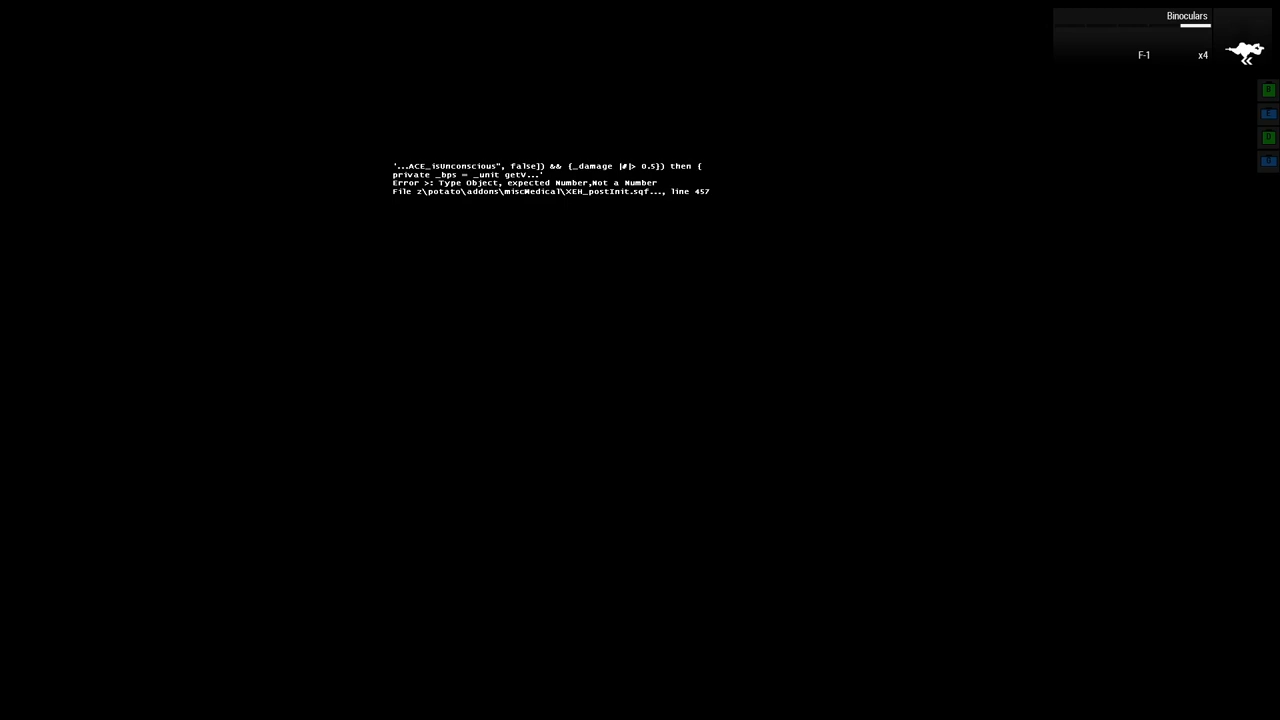 Binoculars
F-1 x4
'...ACE_isUnconscious", false]) && {_damage |#|> 0.5}) then {
private _bps = _unit getV...'
Error >: Type Object, expected Number,Not a Number
File z\potato\addons\miscMedical\XEH_postInit.sqf..., line 457